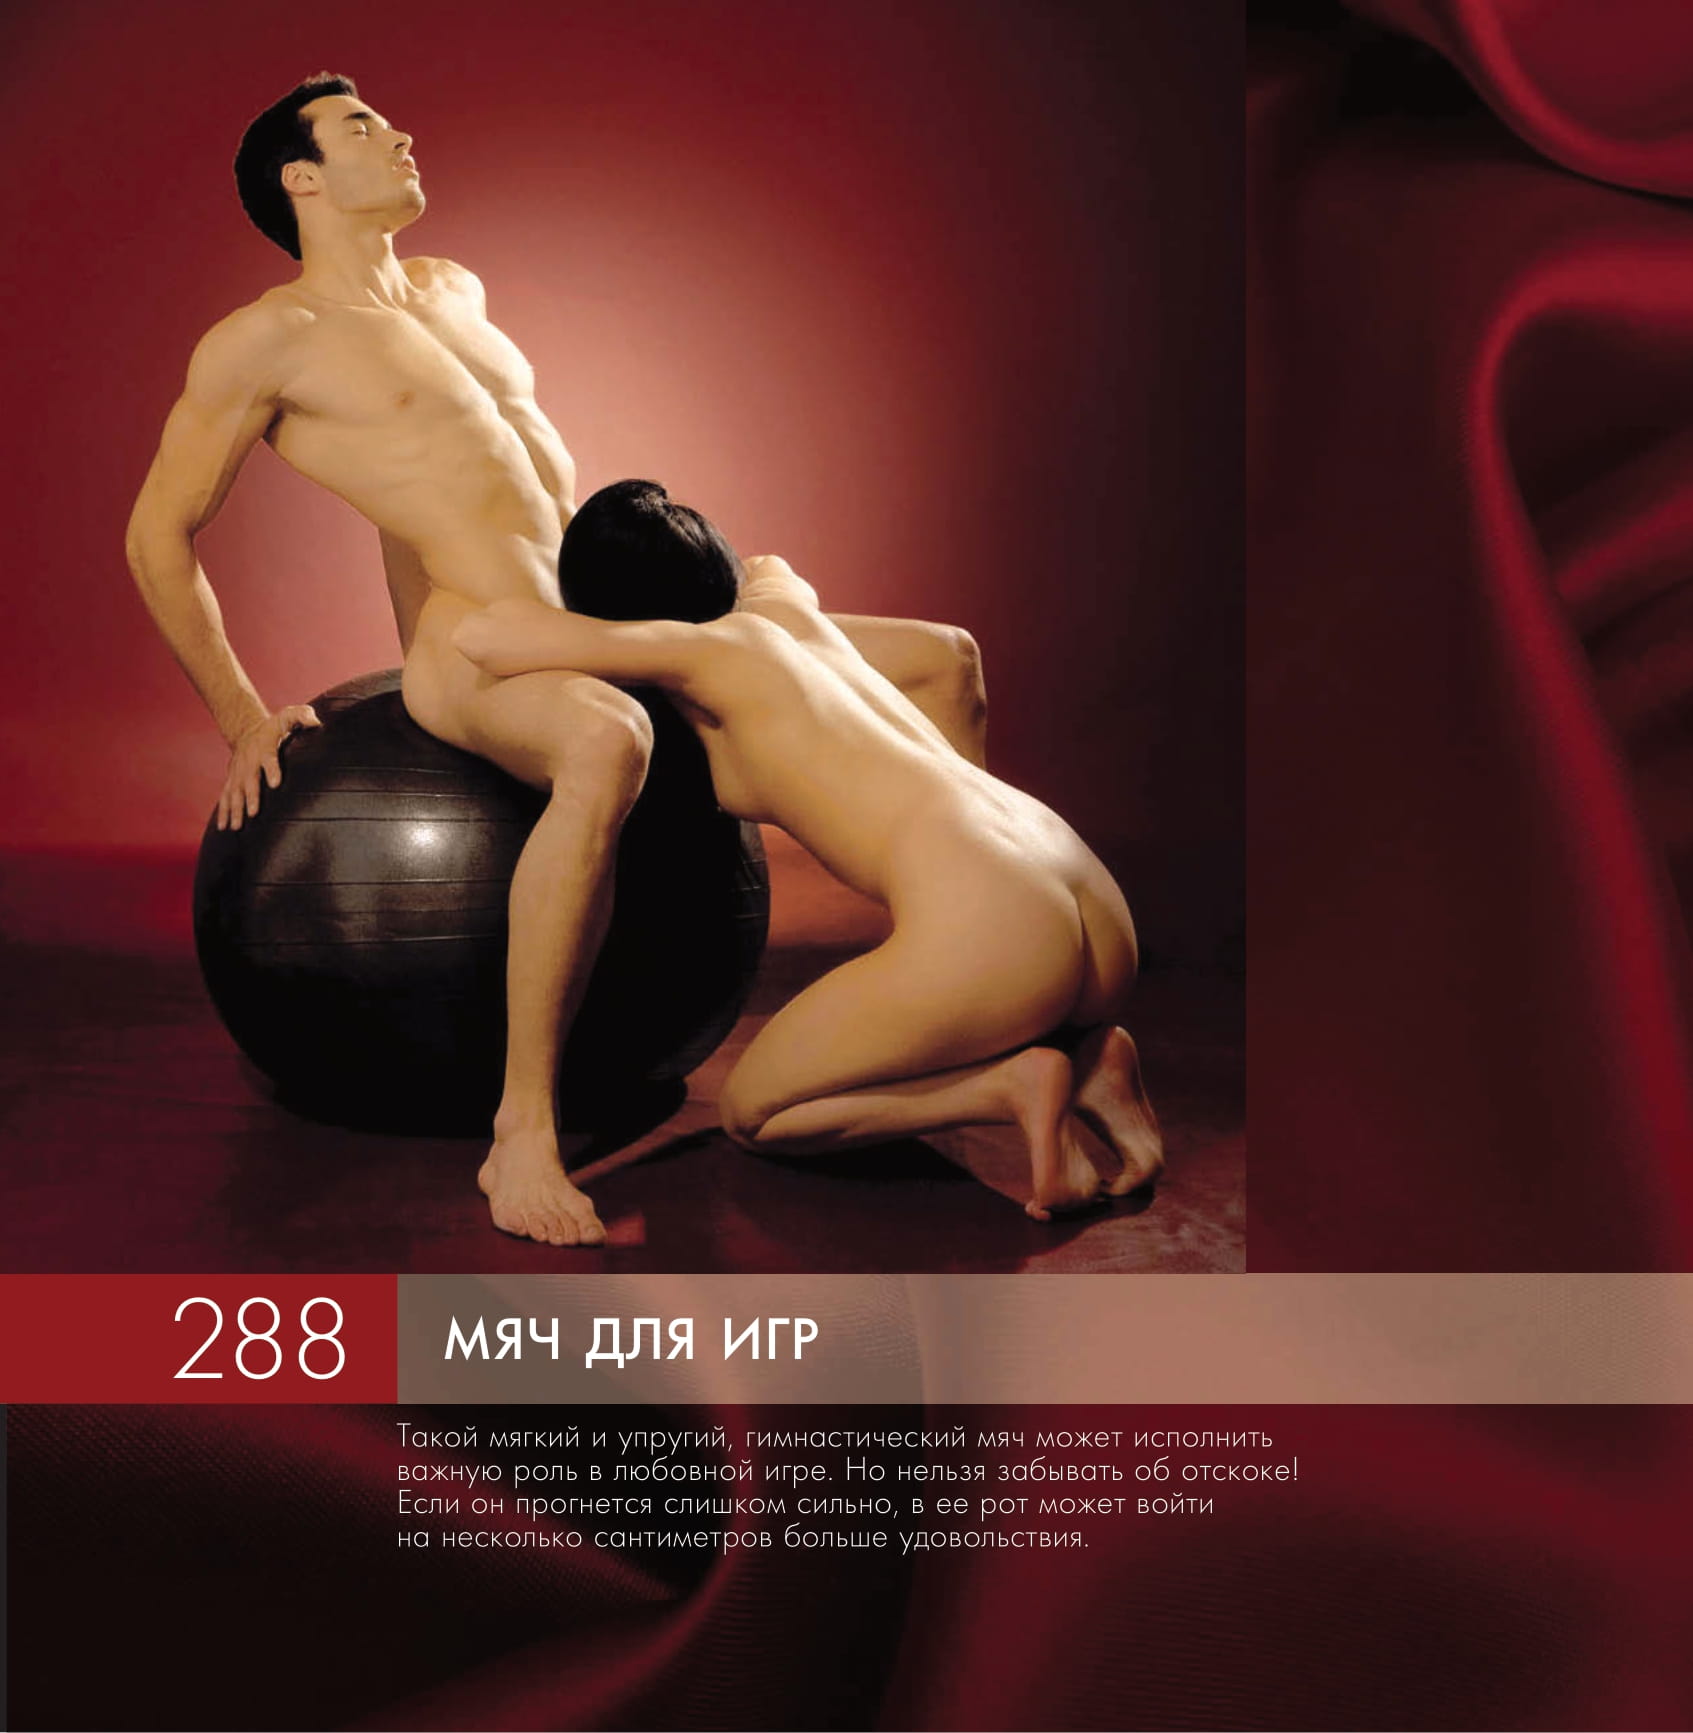 288
МЯЧ ДЛЯ ИГР
Такой мягкий и упругий, гимнастический мяч может исполнить
важную роль в любовной игре. Но нельзя забывать об отскоке!
Если он прогнется слишком сильно, в ее рот может войти
на несколько сантиметров больше удовольствия.